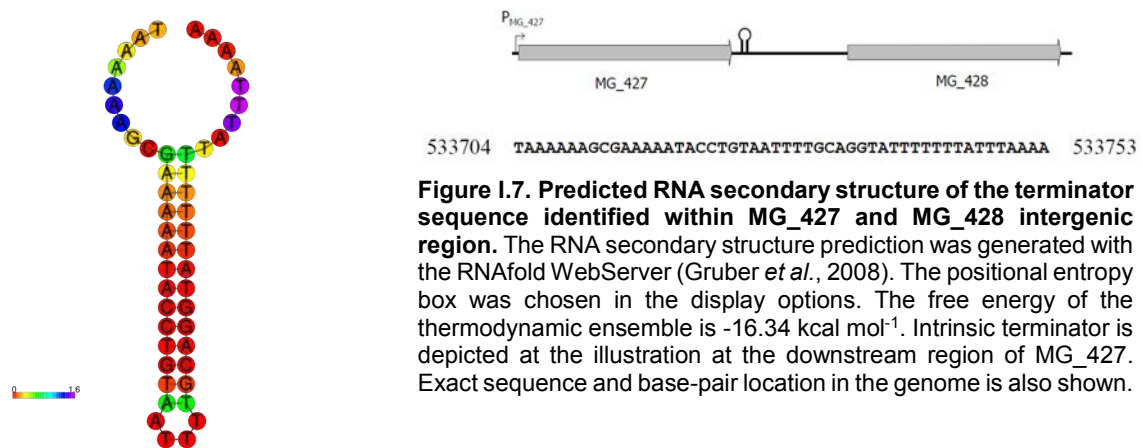 P_MG_427
MG_427
MG_428
533704 TAAAAAAGCGAAAAATACCTGTAATTTTGCAGGTATTTTTTTATTTAAAA 533753
Figure I.7. Predicted RNA secondary structure of the terminator
sequence identified within MG_427 and MG_428 intergenic
region. The RNA secondary structure prediction was generated with
the RNAfold WebServer (Gruber et al., 2008). The positional entropy
box was chosen in the display options. The free energy of the
thermodynamic ensemble is -16.34 kcal mol⁻¹. Intrinsic terminator is
depicted at the illustration at the downstream region of MG_427.
Exact sequence and base-pair location in the genome is also shown.
0 1.6